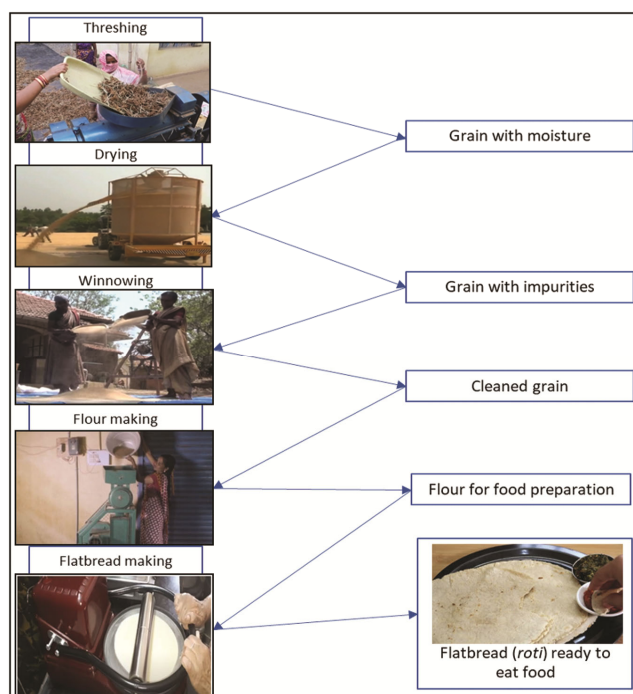 Threshing
Grain with moisture
Drying
Winnowing
Grain with impurities
Cleaned grain
Flour making
Flour for food preparation
Flatbread making
Flatbread (roti) ready to
eat food